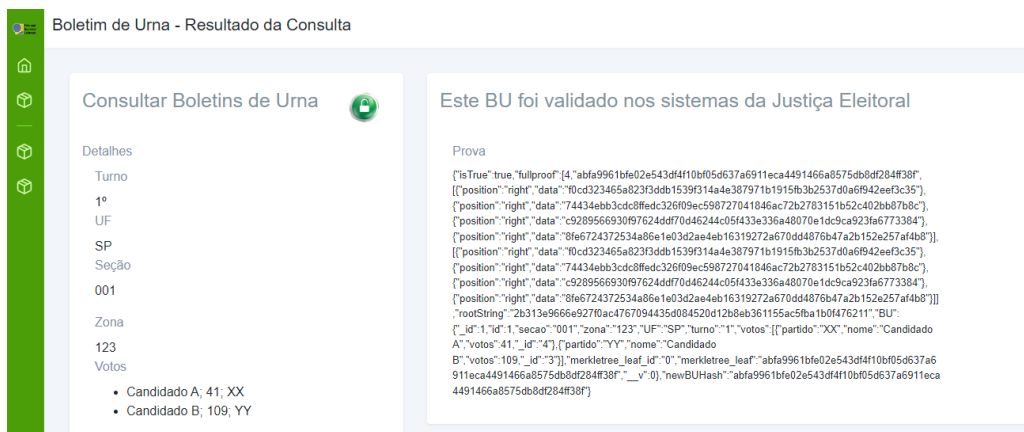 Boletim de Urna - Resultado da Consulta
Consultar Boletins de Urna
Detalhes
Turno
1º
UF
SP
Seção
001
Zona
123
Votos
Candidado A; 41; XX
Candidado B; 109; YY
Este BU foi validado nos sistemas da Justiça Eleitoral
Prova
{"isTrue":true,"fullproof":[4,"abfa9961bfe02e543df4f10bf05d637a6911eca4491466a8575db8df284ff38f",
[{"position":"right","data":"f0cd323465a823f3ddb1539f314a4e387971b1915fb3b2537d0a6f942eef3c35"},
{"position":"right","data":"74434ebb3cdc8ffedc326f09ec598727041846ac72b2783151b52c402bb87b8c"},
{"position":"right","data":"c9289566930f97624ddf70d46244c05f433e336a48070e1dc9ca923fa6773384"},
{"position":"right","data":"8fe6724372534a86e1e03d2ae4eb16319272a670dd4876b47a2b152e257af4b8"}],
[{"position":"right","data":"f0cd323465a823f3ddb1539f314a4e387971b1915fb3b2537d0a6f942eef3c35"},
{"position":"right","data":"74434ebb3cdc8ffedc326f09ec598727041846ac72b2783151b52c402bb87b8c"},
{"position":"right","data":"c9289566930f97624ddf70d46244c05f433e336a48070e1dc9ca923fa6773384"},
{"position":"right","data":"8fe6724372534a86e1e03d2ae4eb16319272a670dd4876b47a2b152e257af4b8"}]]
,"rootString":"2b313e9666e927f0ac4767094435d084520d12b8eb361155ac5fba1b0f476211","BU":
{"_id":1,"id":1,"secao":"001","zona":"123","UF":"SP","turno":"1","votos":[{"partido":"XX","nome":"Candidado
A","votos":41,"_id":"4"},{"partido":"YY","nome":"Candidado
B","votos":109,"_id":"3"}],"merkletree_leaf_id":"0","merkletree_leaf":"abfa9961bfe02e543df4f10bf05d637a6
911eca4491466a8575db8df284ff38f","__v":0},"newBUHash":"abfa9961bfe02e543df4f10bf05d637a6911eca
4491466a8575db8df284ff38f"}